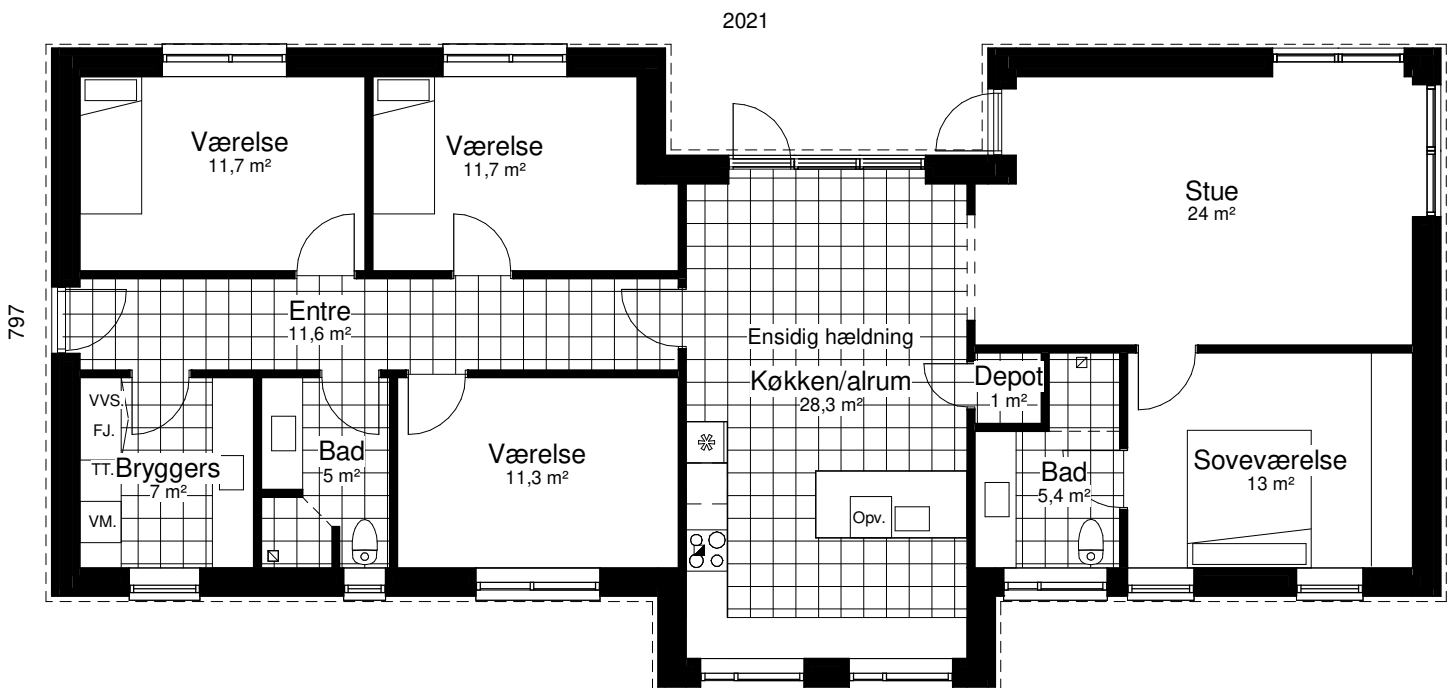 2021
797
Værelse
11,7 m²
Værelse
11,7 m²
Stue
24 m²
Entre
11,6 m²
Ensidig hældning
Køkken/alrum
28,3 m²
Depot
1 m²
VVS.
FJ.
TT.
VM.
Bryggers
7 m²
Bad
5 m²
Værelse
11,3 m²
Opv.
Bad
5,4 m²
Soveværelse
13 m²